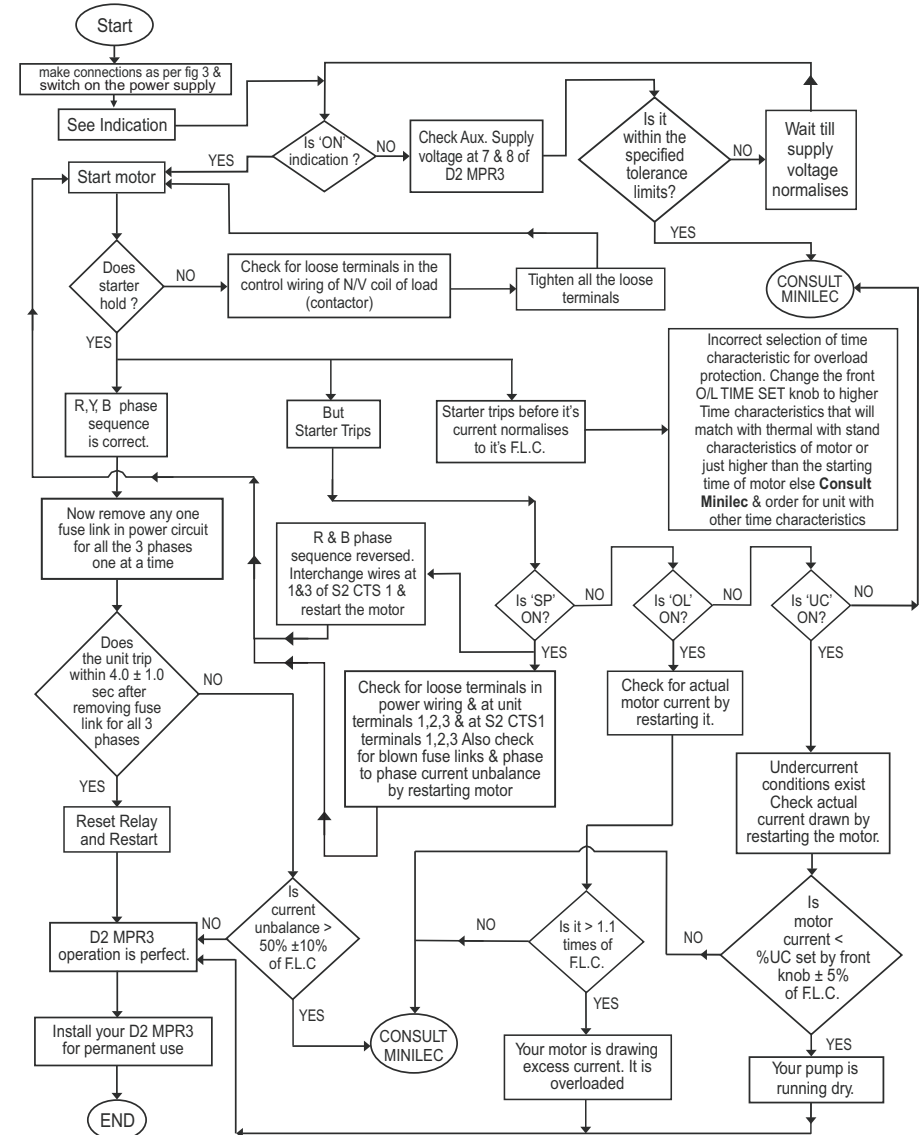 Start
make connections as per fig 3 &
switch on the power supply
See Indication
Is ‘ON’
indication ?
YES
NO
Check Aux. Supply
voltage at 7 & 8 of
D2 MPR3
Is it
within the
specified
tolerance
limits?
NO
YES
Wait till
supply
voltage
normalises
CONSULT
MINILEC
Start motor
Does
starter
hold ?
NO
YES
Check for loose terminals in the
control wiring of N/V coil of load
(contactor)
Tighten all the loose
terminals
R,Y, B phase
sequence
is correct.
But
Starter Trips
Starter trips before it’s
current normalises
to it’s F.L.C.
Incorrect selection of time
characteristic for overload
protection. Change the front
O/L TIME SET knob to higher
Time characteristics that will
match with thermal with stand
characteristics of motor or
just higher than the starting
time of motor else Consult
Minilec & order for unit with
other time characteristics
Now remove any one
fuse link in power circuit
for all the 3 phases
one at a time
R & B phase
sequence reversed.
Interchange wires at
1&3 of S2 CTS 1 &
restart the motor
Is ‘SP’
ON?
NO
YES
Is ‘OL’
ON?
NO
YES
Is ‘UC’
ON?
NO
YES
Does
the unit trip
within 4.0 ± 1.0
sec after
removing fuse
link for all 3
phases
NO
YES
Check for loose terminals in
power wiring & at unit
terminals 1,2,3 & at S2 CTS1
terminals 1,2,3 Also check
for blown fuse links & phase
to phase current unbalance
by restarting motor
Check for actual
motor current by
restarting it.
Undercurrent
conditions exist
Check actual
current drawn by
restarting the motor.
Reset Relay
and Restart
Is
current
unbalance >
50% ±10%
of F.L.C
NO
YES
Is it > 1.1
times of
F.L.C.
NO
YES
Is
motor
current <
%UC set by front
knob ± 5%
of F.L.C.
NO
YES
D2 MPR3
operation is perfect.
Install your D2 MPR3
for permanent use
CONSULT
MINILEC
Your motor is drawing
excess current. It is
overloaded
Your pump is
running dry.
END